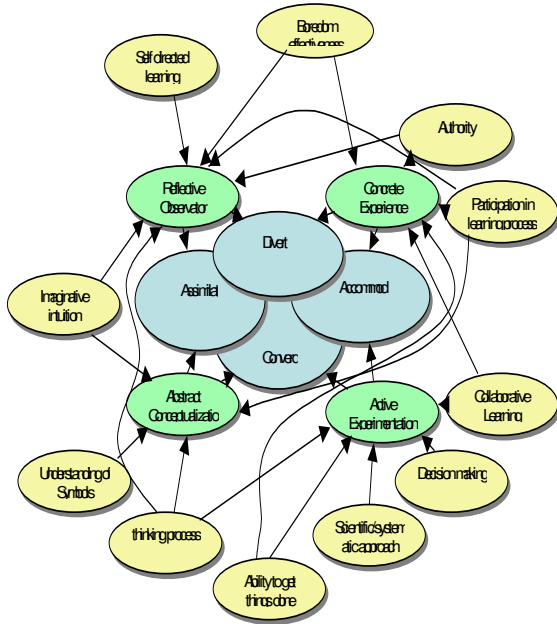 Boredom
effectiveness
Self directed
learning
Authority
Reflective
Observator
Concrete
Experience
Participation in
learning process
Divert
Assimilat
Accommod
Imaginative
intuition
Converc
Abstract
Conceptualizatio
Active
Experimentation
Collaborative
Learning
Understanding of
Symbols
Decision making
thinking process
Scientific/system
atic approach
Ability to get
things done